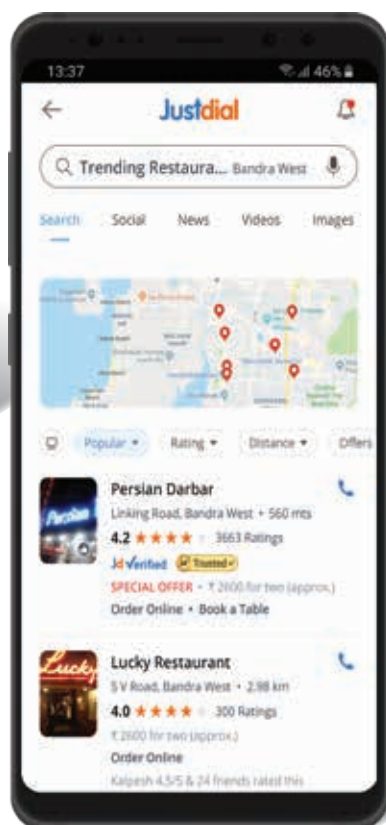 13:37 46%
Justdial
Trending Restaura... Bandra West
Search Social News Videos Images
Popular Rating Distance Offers
Persian
Persian Darbar
Linking Road, Bandra West • 560 mts
4.2 3663 Ratings
Jd Verified Trusted
SPECIAL OFFER • ₹ 2600 for two (approx.)
Order Online • Book a Table
Lucky
Lucky Restaurant
S V Road, Bandra West • 2.98 km
4.0 300 Ratings
₹ 2600 for two (approx.)
Order Online
Kalpesh 4.5/5 & 24 friends rated this